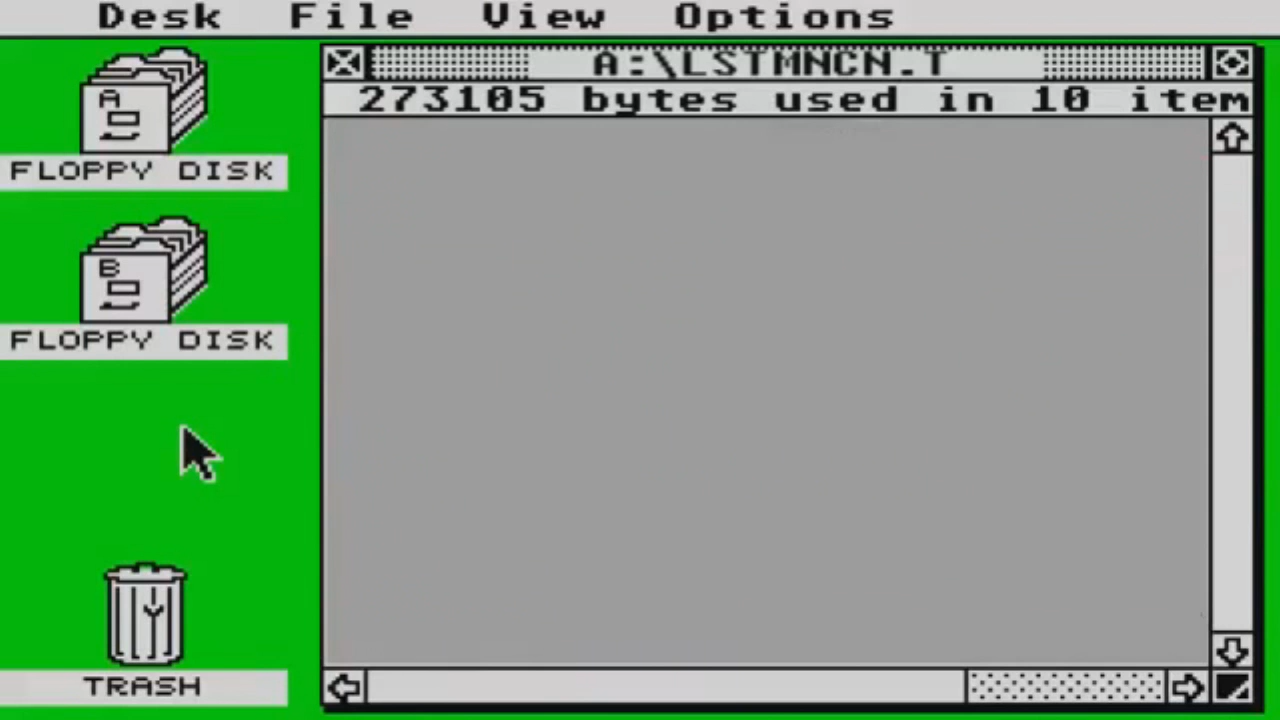 Desk File View Options
A
FLOPPY DISK
B
FLOPPY DISK
TRASH
A:\LSTMNCN.T
273105 bytes used in 10 item